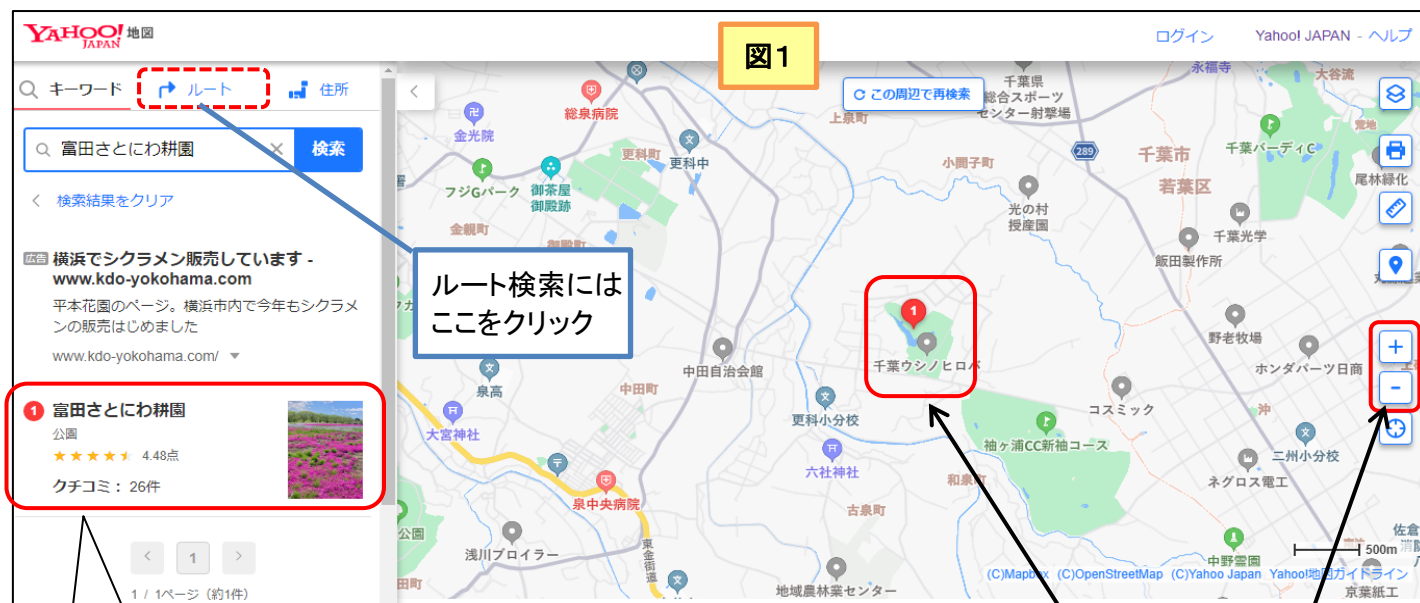 YAHOO! JAPAN 地図
図1
ログイン
Yahoo! JAPAN - ヘルプ
キーワード
ルート
住所
富田さとにわ耕園
検索
検索結果をクリア
広告 横浜でシクラメン販売しています -
www.kdo-yokohama.com
平本花園のページ。横浜市内で今年もシクラメ
ンの販売はじめました
www.kdo-yokohama.com/
1 富田さとにわ耕園
公園
4.48点
クチコミ： 26件
1
1 / 1ページ（約1件）
ルート検索には
ここをクリック
この周辺で再検索
総泉病院
金光院
更科町
更科中
フジGパーク
御茶屋
御殿跡
金親町
上泉町
千葉県
総合スポーツ
センター射撃場
永福寺
大谷流
289
千葉市
若葉区
千葉バーディC
尾林緑化
小間子町
光の村
授産園
千葉光学
飯田製作所
1
千葉ウシノヒロバ
野老牧場
ホンダパーツ日商
中田自治会館
泉高
中田町
大宮神社
更科小分校
コスミック
沖
袖ヶ浦CC新袖コース
三州小分校
六社神社
ネグロス電工
泉中央病院
和泉町
古泉町
公園
浅川ブロイラー
東金街道
佐倉
中野霊園
500m
(C)Mapbox (C)OpenStreetMap (C)Yahoo Japan Yahoo!地図ガイドライン
田町
地域農林業センター
京葉紙工